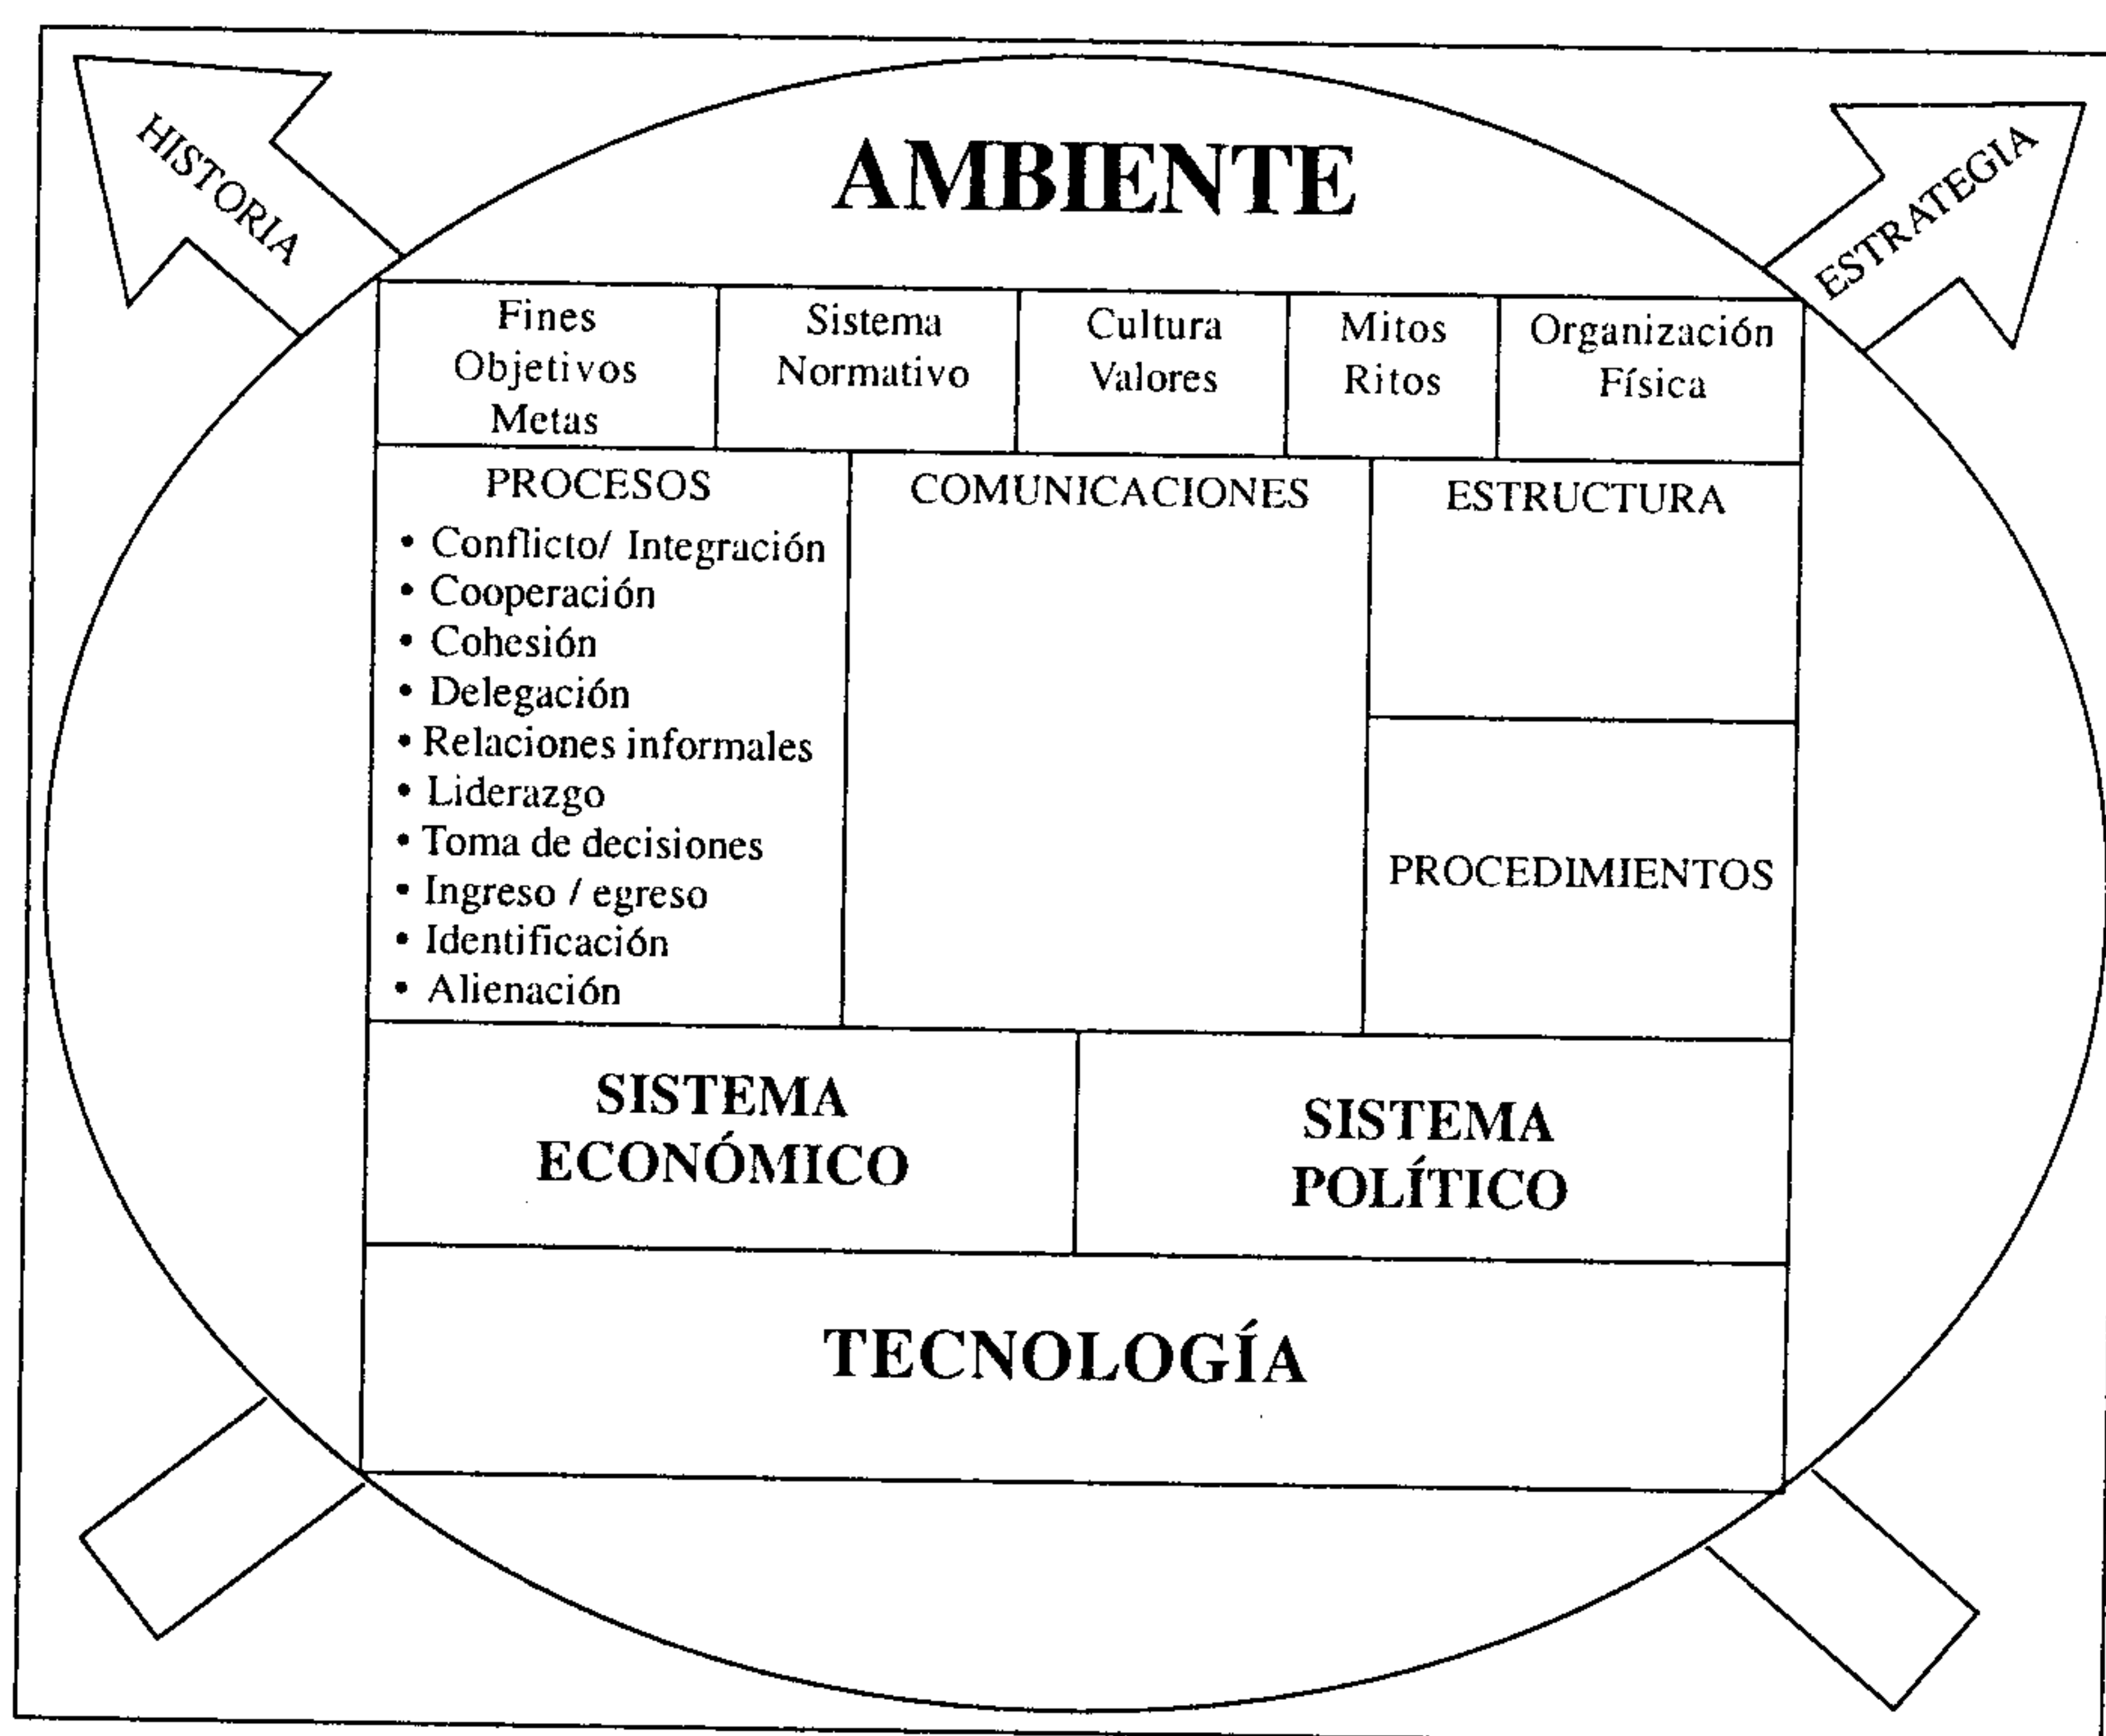 HISTORIA
AMBIENTE
ESTRATEGIA
Fines
Objetivos
Metas
Sistema
Normativo
Cultura
Valores
Mitos
Ritos
Organización
Física
PROCESOS
• Conflicto/ Integración
• Cooperación
• Cohesión
• Delegación
• Relaciones informales
• Liderazgo
• Toma de decisiones
• Ingreso / egreso
• Identificación
• Alienación
COMUNICACIONES
ESTRUCTURA
PROCEDIMIENTOS
SISTEMA
ECONÓMICO
SISTEMA
POLÍTICO
TECNOLOGÍA